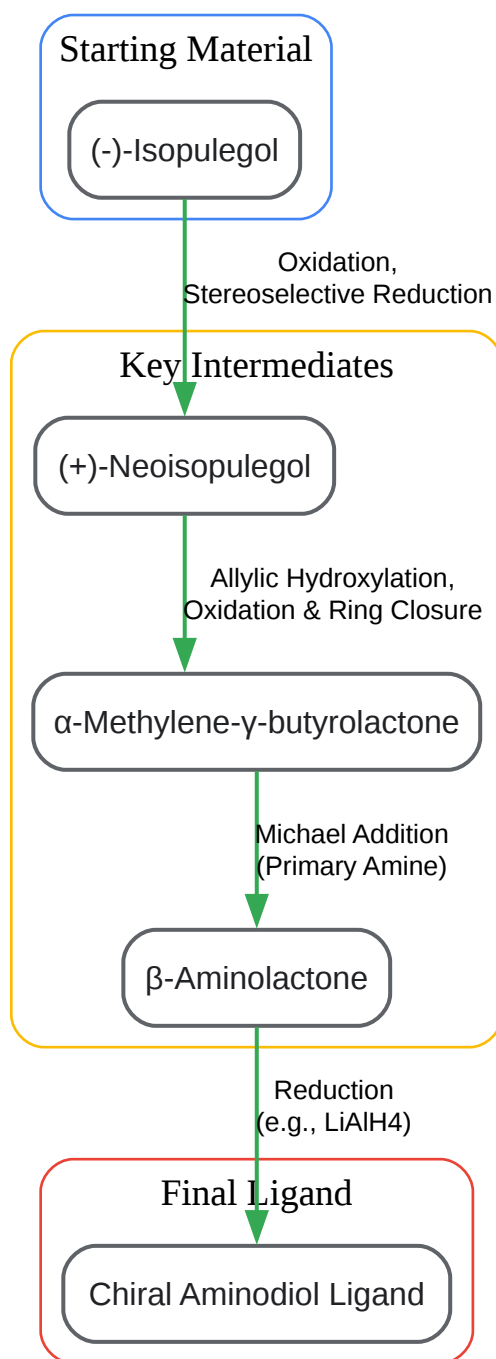 Starting Material
(-)-Isopulegol
Oxidation,
Stereoselective Reduction
Key Intermediates
(+)-Neoisopulegol
Allylic Hydroxylation,
Oxidation & Ring Closure
α-Methylene-γ-butyrolactone
Michael Addition
(Primary Amine)
β-Aminolactone
Reduction
(e.g., LiAlH4)
Final Ligand
Chiral Aminodiol Ligand